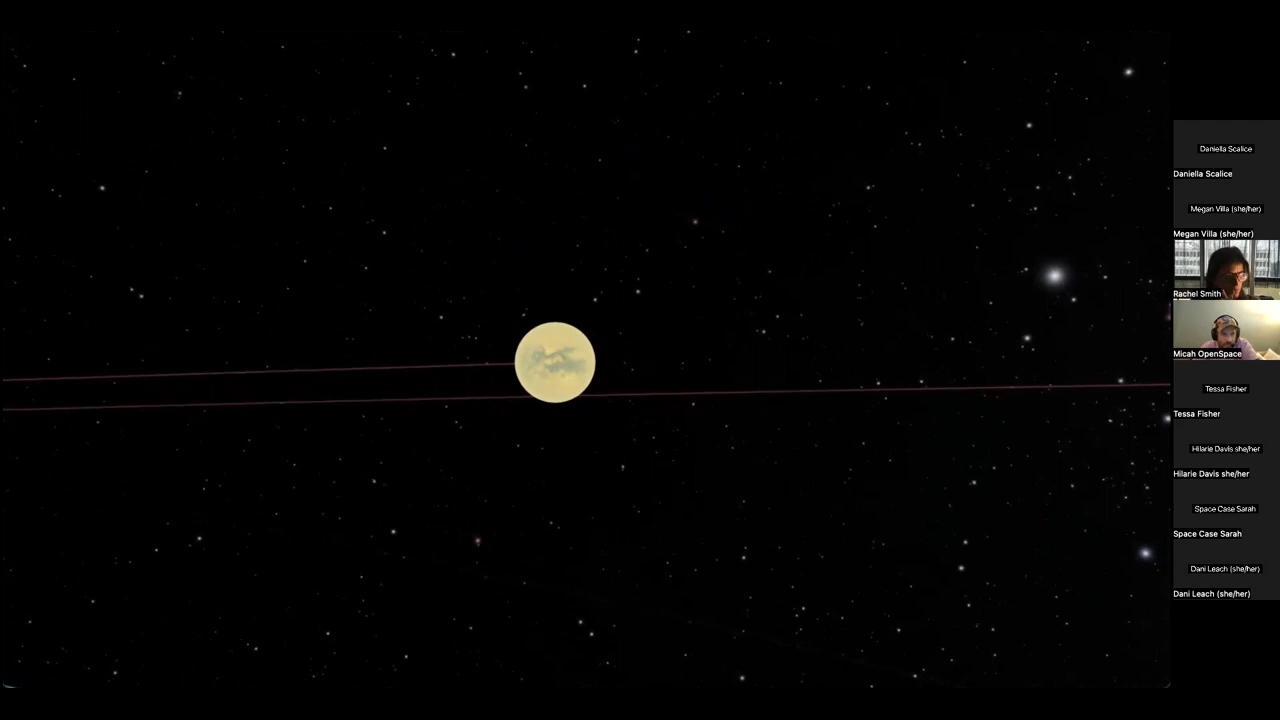 Daniella Scalice
Daniella Scalice
Megan Villa (she/her)
Megan Villa (she/her)
Rachel Smith
Micah OpenSpace
Tessa Fisher
Tessa Fisher
Hilarie Davis she/her
Hilarie Davis she/her
Space Case Sarah
Space Case Sarah
Dani Leach (she/her)
Dani Leach (she/her)